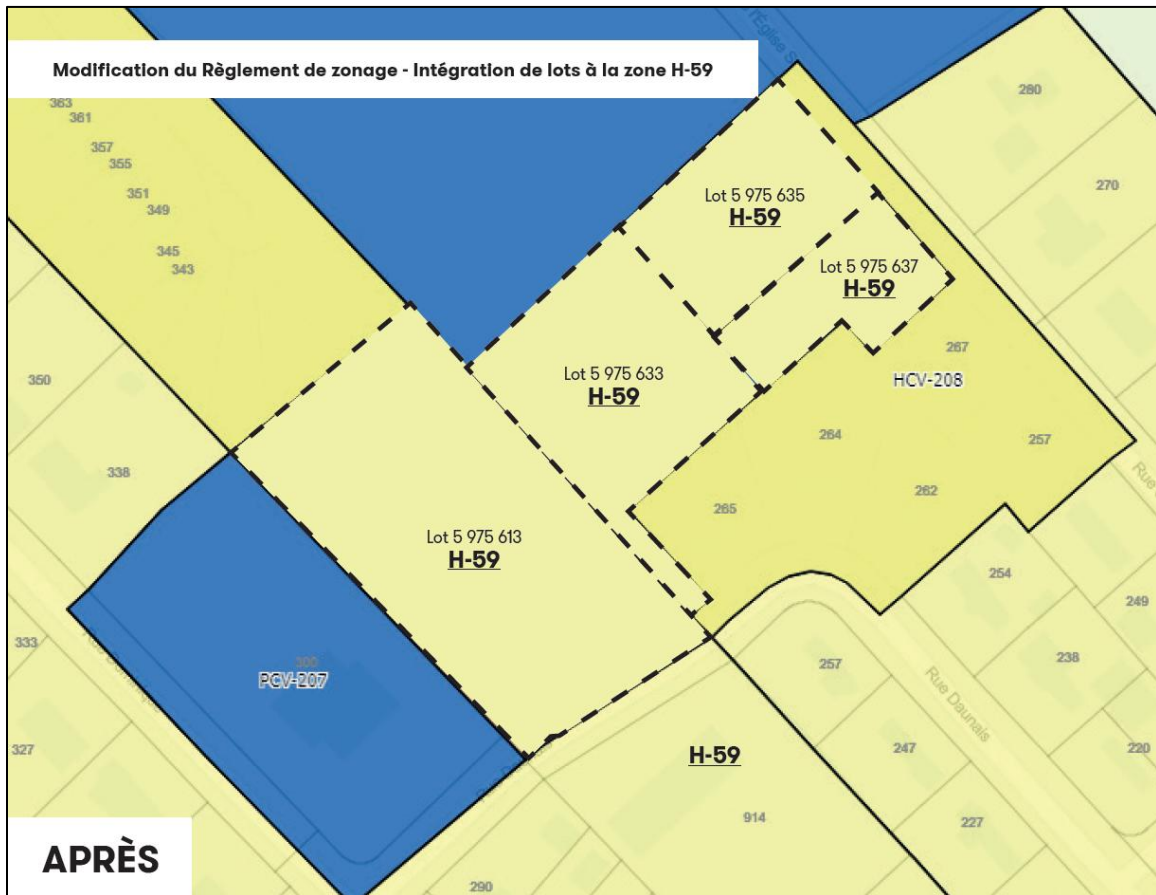 l'Église S
Modification du Règlement de zonage - Intégration de lots à la zone H-59
363
361
357
355
351
349
345
343
280
270
Lot 5 975 635
H-59
Lot 5 975 637
H-59
267
HCV-208
Lot 5 975 633
H-59
350
338
264
257
262
265
Rue
Lot 5 975 613
H-59
254
249
333
300
PCV-207
257
238
Rue Daunais
327
247
220
H-59
914
227
290
APRÈS